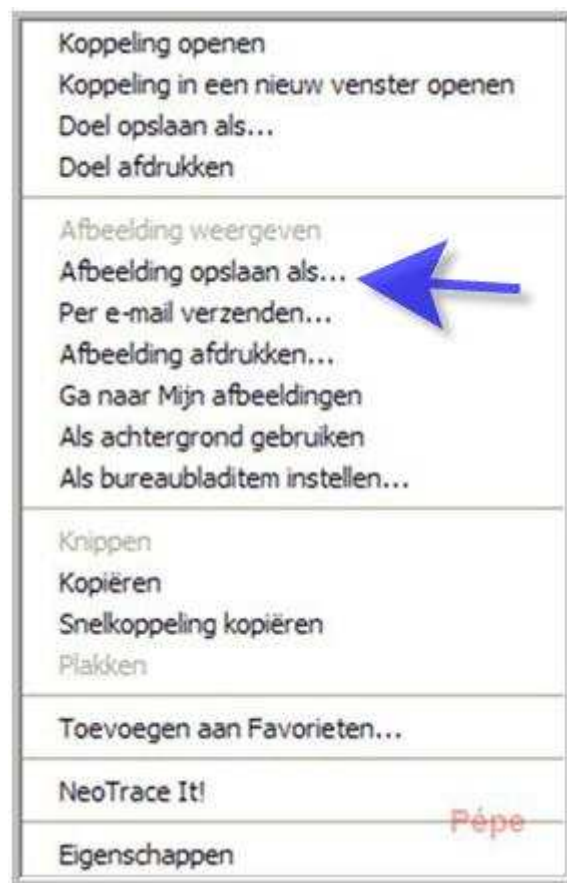 Koppeling openen
Koppeling in een nieuw venster openen
Doel opslaan als...
Doel afdrukken
Afbeelding weergeven
Afbeelding opslaan als...
Per e-mail verzenden...
Afbeelding afdrukken...
Ga naar Mijn afbeeldingen
Als achtergrond gebruiken
Als bureaubladitem instellen...
Knippen
Kopiëren
Snelkoppeling kopiëren
Plakken
Toevoegen aan Favorieten...
NeoTrace It!
Pépe
Eigenschappen